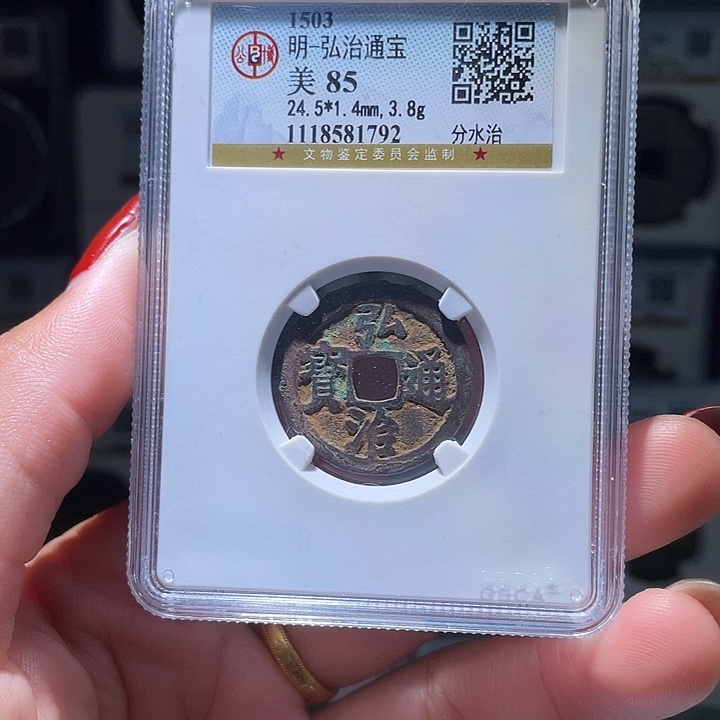 1503
明-弘治通宝
美 85
24.5*1.4mm,3.8g
1118581792 分水治
★ 文物鉴定委员会监制 ★
弘
寶 通
治